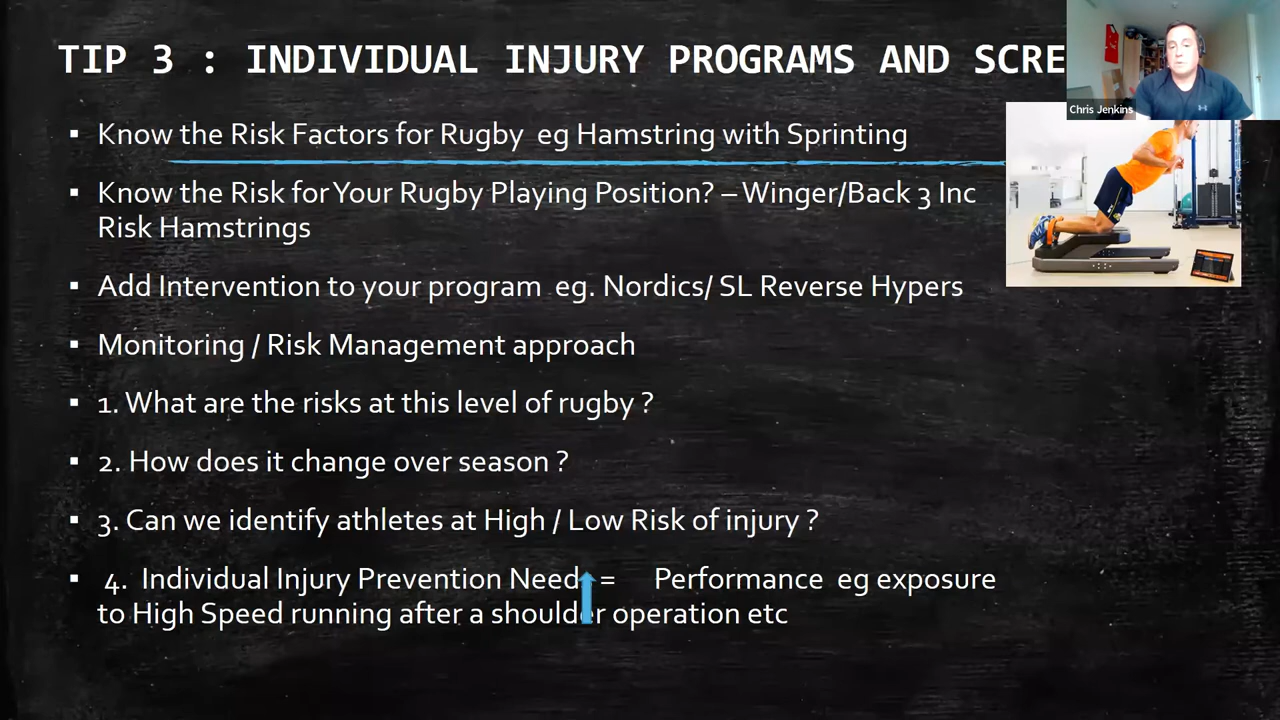 TIP 3 : INDIVIDUAL INJURY PROGRAMS AND SCRE
Chris Jenkins
▪ Know the Risk Factors for Rugby eg Hamstring with Sprinting
▪ Know the Risk for Your Rugby Playing Position? – Winger/Back 3 Inc
Risk Hamstrings
▪ Add Intervention to your program eg. Nordics/ SL Reverse Hypers
▪ Monitoring / Risk Management approach
▪ 1. What are the risks at this level of rugby ?
▪ 2. How does it change over season ?
▪ 3. Can we identify athletes at High / Low Risk of injury ?
▪ 4. Individual Injury Prevention Need = Performance eg exposure
to High Speed running after a shoulder operation etc